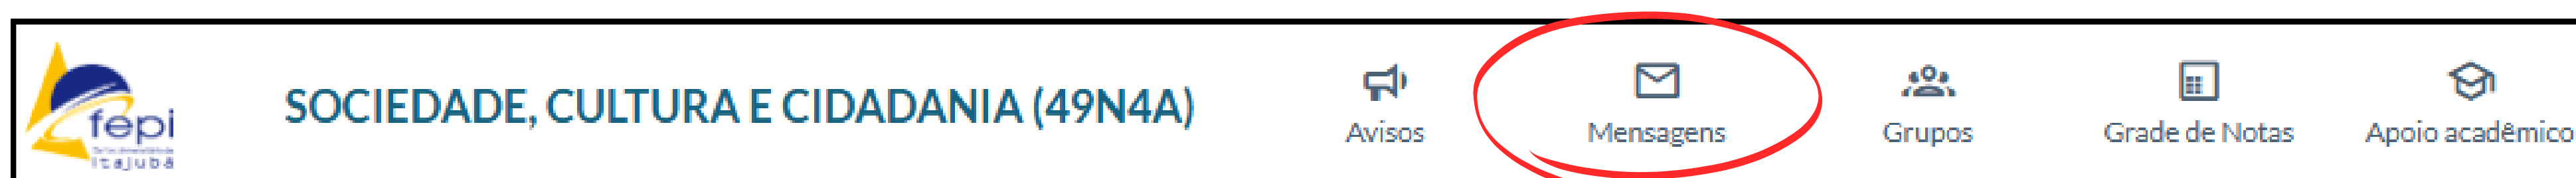 fepi
Itajubá
SOCIEDADE, CULTURA E CIDADANIA (49N4A)
Avisos
Mensagens
Grupos
Grade de Notas
Apoio acadêmico